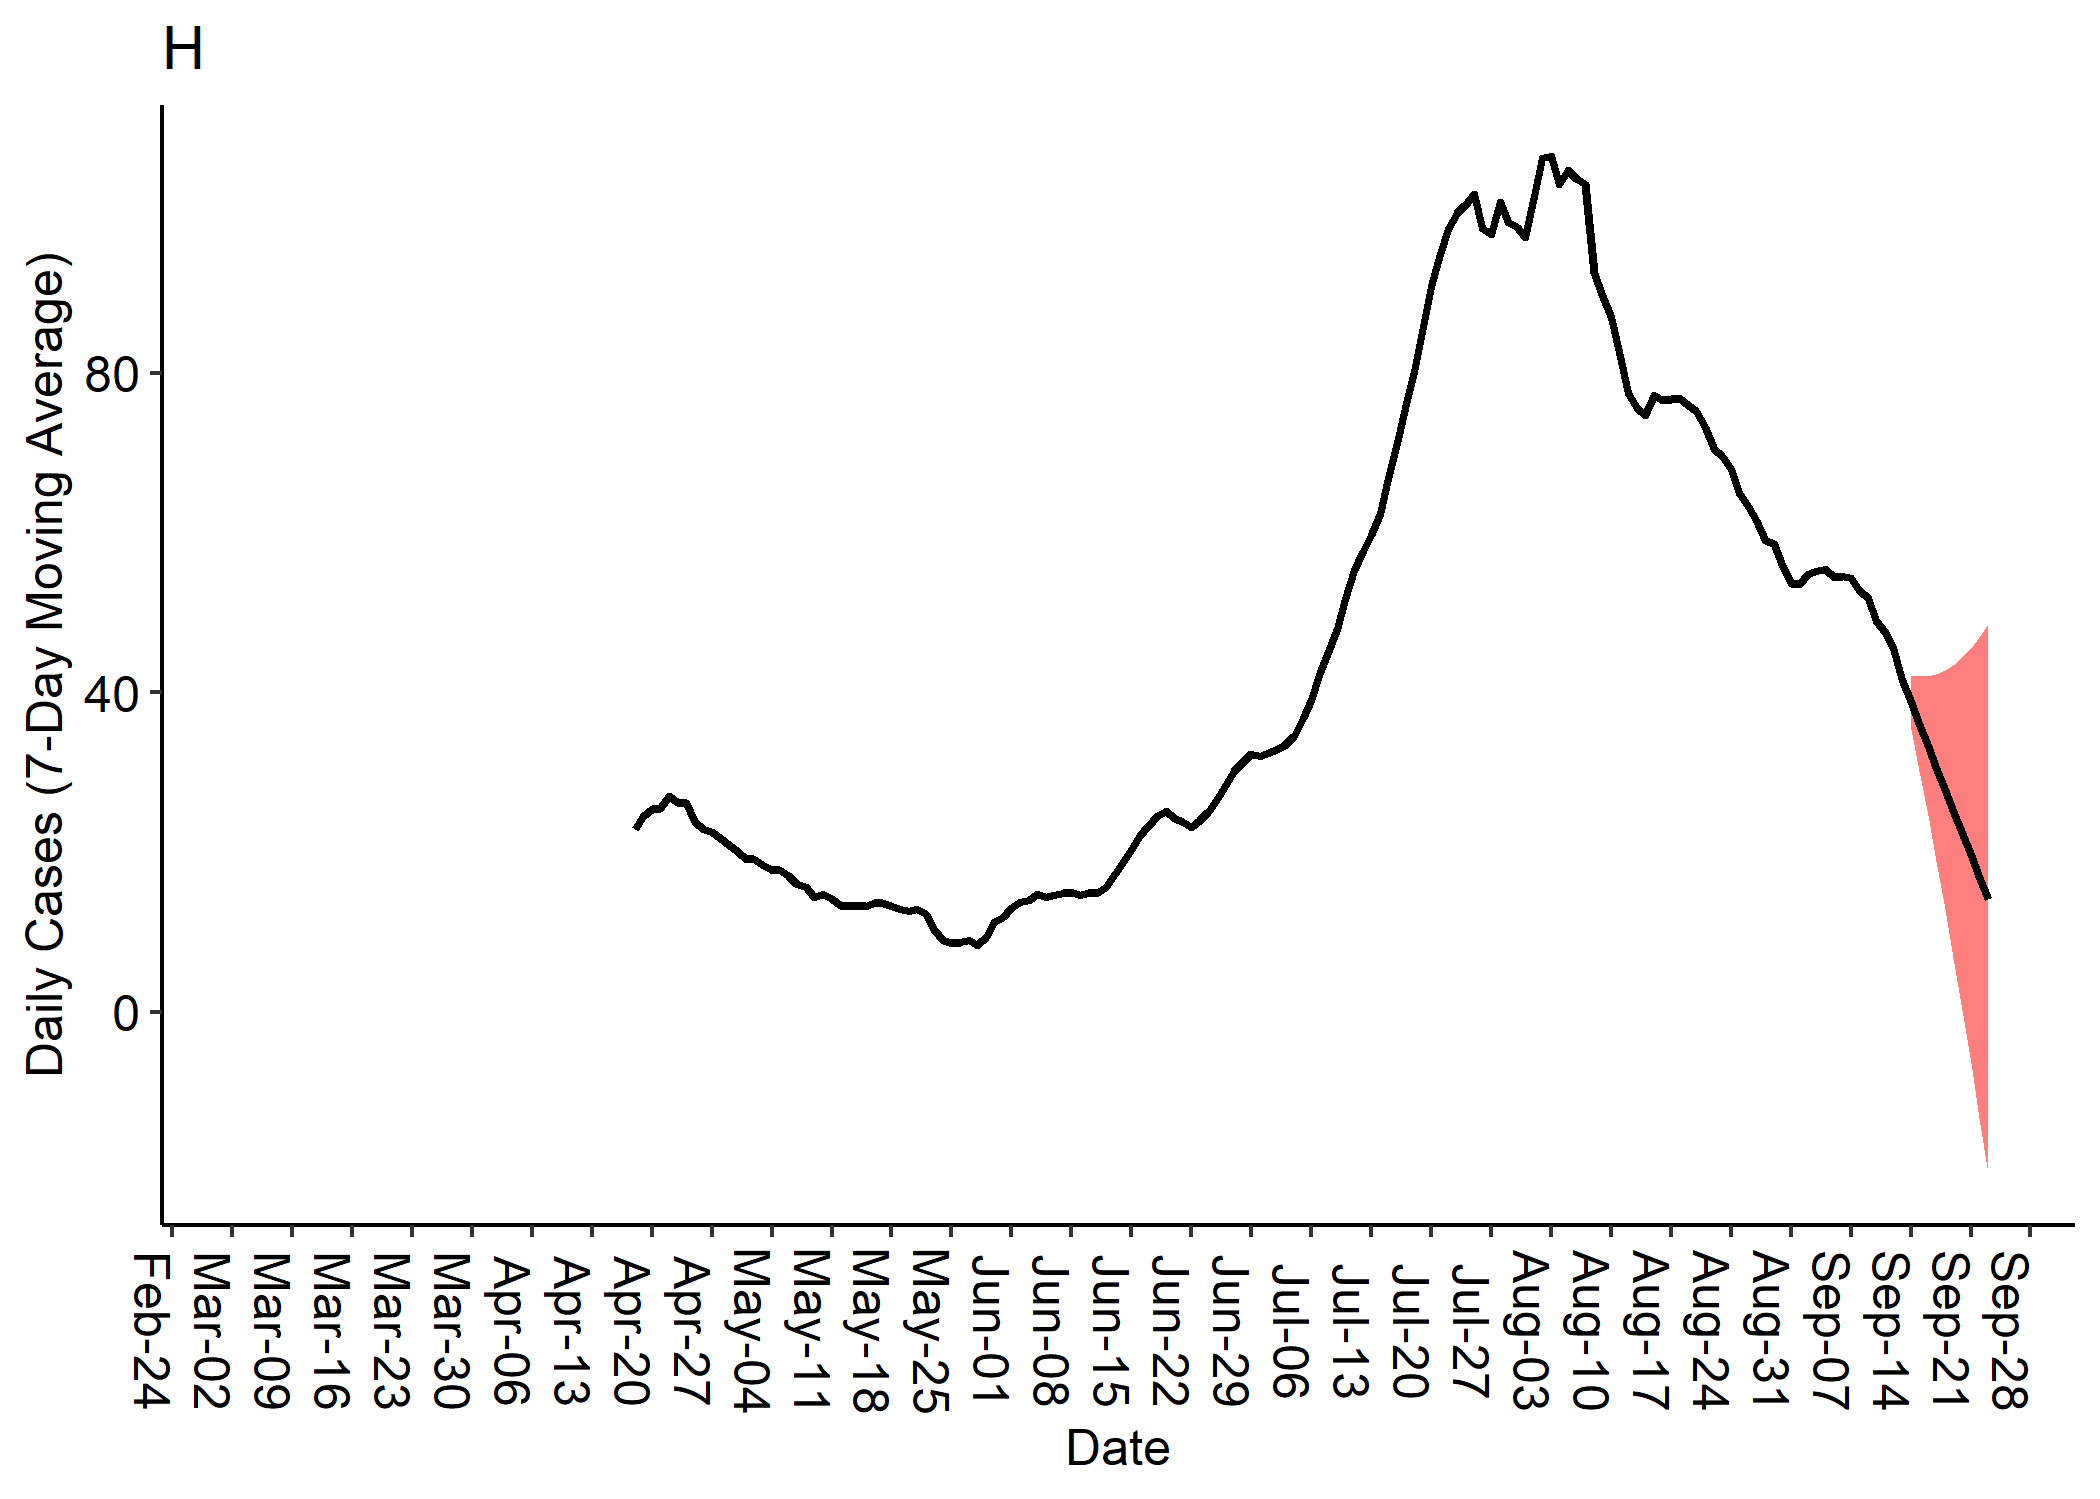 H
Daily Cases (7-Day Moving Average)
80
40
0
Feb-24
Mar-02
Mar-09
Mar-16
Mar-23
Mar-30
Apr-06
Apr-13
Apr-20
Apr-27
May-04
May-11
May-18
May-25
Jun-01
Jun-08
Jun-15
Jun-22
Jun-29
Jul-06
Jul-13
Jul-20
Jul-27
Aug-03
Aug-10
Aug-17
Aug-24
Aug-31
Sep-07
Sep-14
Sep-21
Sep-28
Date